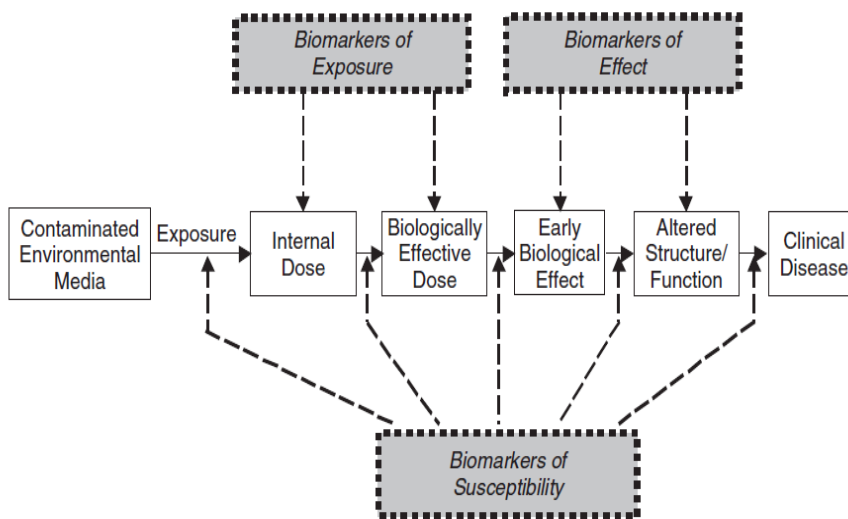 Biomarkers of
Exposure
Biomarkers of
Effect
Contaminated
Environmental
Media
Exposure
Internal
Dose
Biologically
Effective
Dose
Early
Biological
Effect
Altered
Structure/
Function
Clinical
Disease
Biomarkers of
Susceptibility